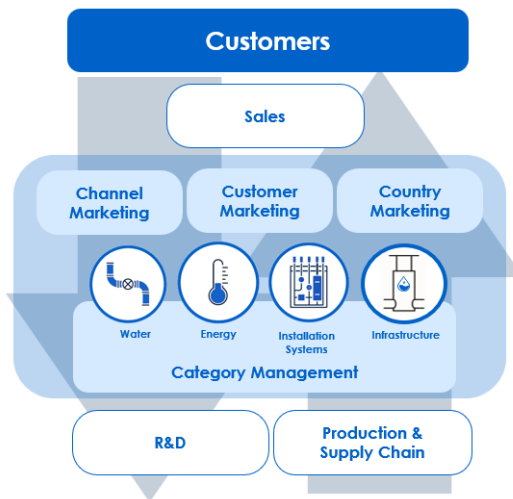 Customers
Sales
Channel
Marketing
Customer
Marketing
Country
Marketing
Water
Energy
Installation
Systems
Infrastructure
Category Management
R&D
Production &
Supply Chain